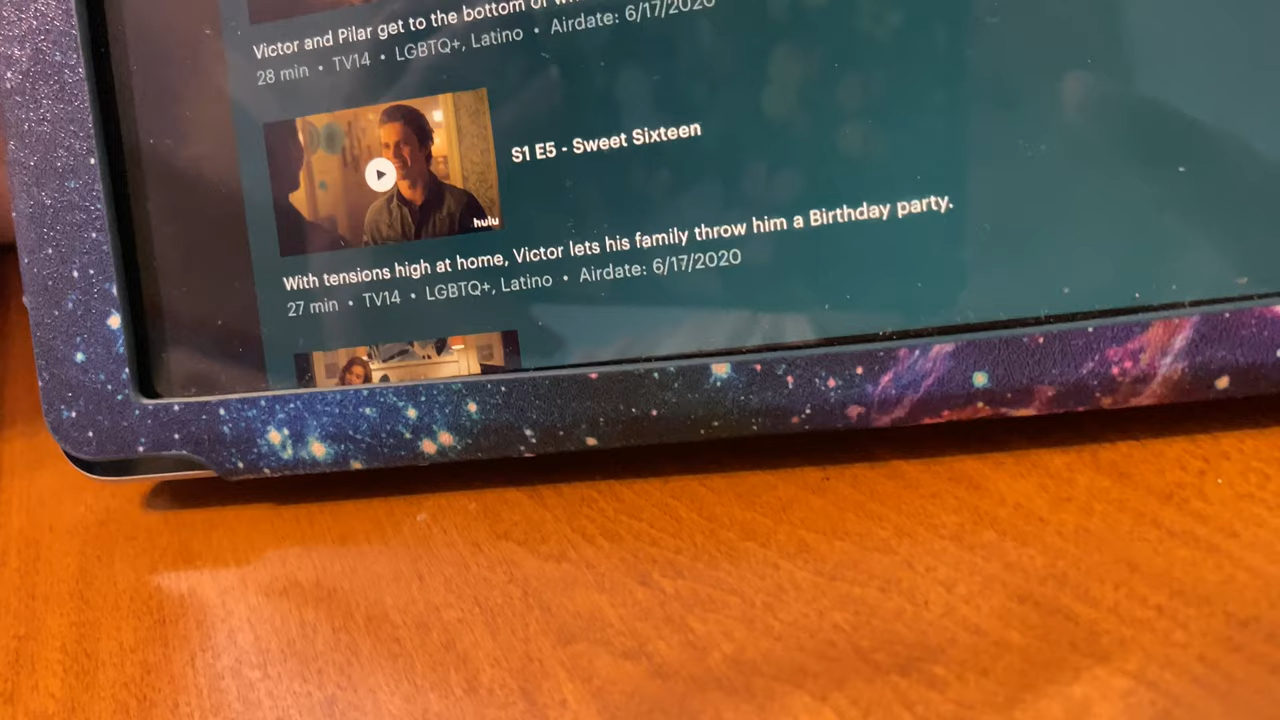 Victor and Pilar get to the bottom of
28 min • TV14 • LGBTQ+, Latino • Airdate: 6/17/2020
S1 E5 - Sweet Sixteen
hulu
With tensions high at home, Victor lets his family throw him a Birthday party.
27 min • TV14 • LGBTQ+, Latino • Airdate: 6/17/2020